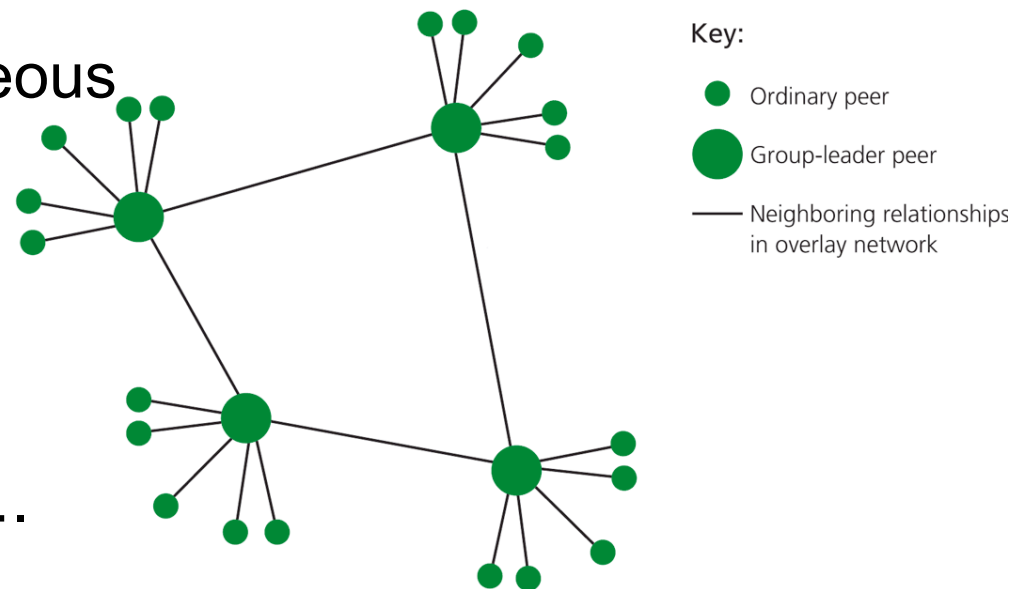 eous
Key:
Ordinary peer
Group-leader peer
Neighboring relationships
in overlay network
..